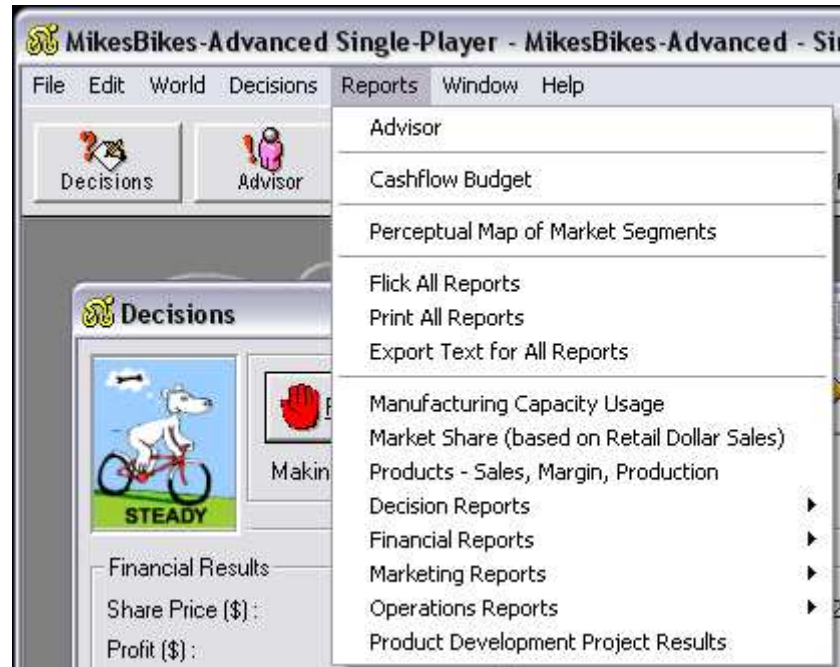 MikesBikes-Advanced Single-Player - MikesBikes-Advanced -
File Edit World Decisions Reports Window Help
Decisions
Advisor
Advisor
Cashflow Budget
Perceptual Map of Market Segments
Flick All Reports
Print All Reports
Export Text for All Reports
Manufacturing Capacity Usage
Market Share (based on Retail Dollar Sales)
Products - Sales, Margin, Production
Decision Reports
Financial Reports
Marketing Reports
Operations Reports
Product Development Project Results
Decisions
STEADY
Makin
Financial Results
Share Price ($) :
Profit ($) :